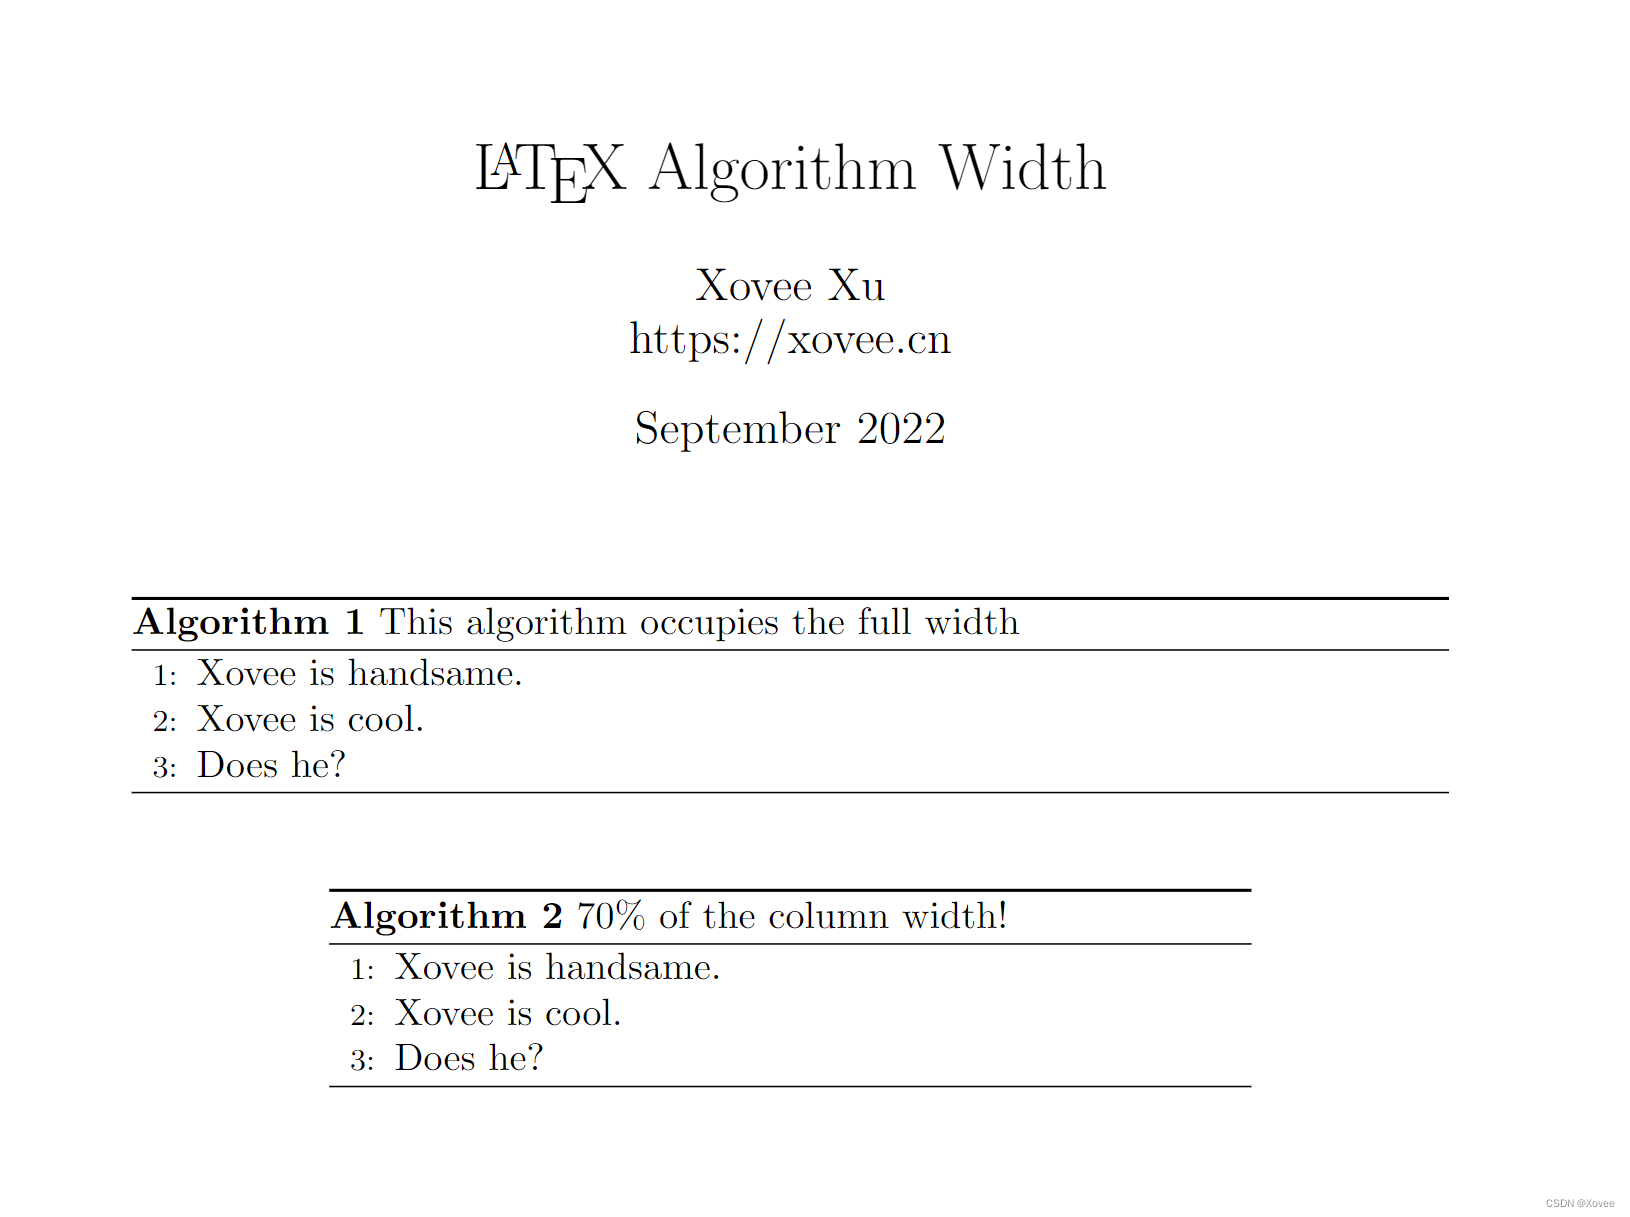 LATEX Algorithm Width
Xovee Xu
https://xovee.cn
September 2022
Algorithm 1 This algorithm occupies the full width
1: Xovee is handsame.
2: Xovee is cool.
3: Does he?
Algorithm 2 70% of the column width!
1: Xovee is handsame.
2: Xovee is cool.
3: Does he?
CSDN @Xovee